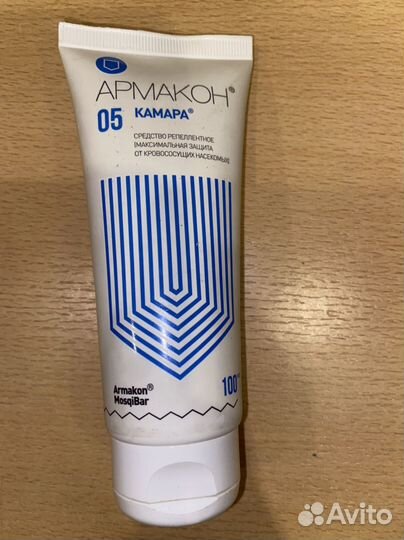 АРМАКОН®
05 КАМАРА®
СРЕДСТВО РЕПЕЛЛЕНТНОЕ
[МАКСИМАЛЬНАЯ ЗАЩИТА
ОТ КРОВОСОСУЩИХ НАСЕКОМЫХ]
Armakon®
MosqiBar
100
Avito